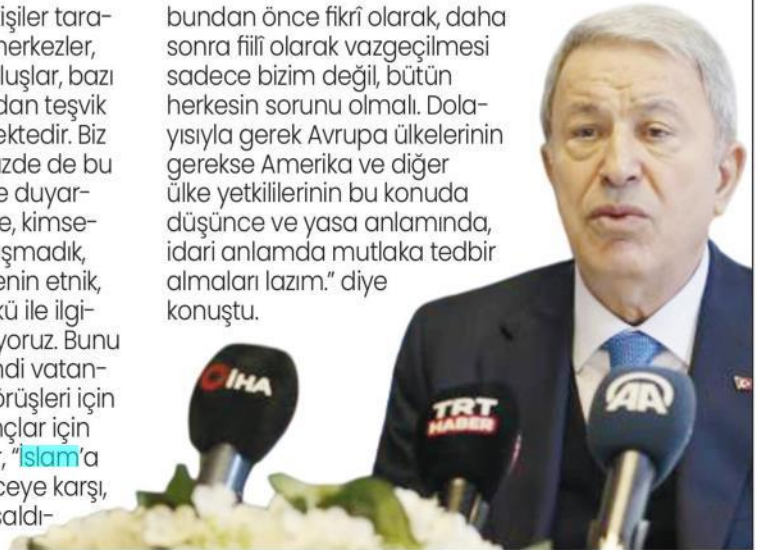 işiler tara-
nerkezler,
luşlar, bazı
dan teşvik
ektedir. Biz
izde de bu
e duyar-
e, kimse-
şmadık,
enin etnik,
kü ile ilgi-
yoruz. Bunu
ndi vatan-
örüşleri için
nçlar için
, “İslam’a
ceye karşı,
saldı-
bundan önce fikrî olarak, daha
sonra fiilî olarak vazgeçilmesi
sadece bizim değil, bütün
herkesin sorunu olmalı. Dola-
yısıyla gerek Avrupa ülkelerinin
gerekse Amerika ve diğer
ülke yetkililerinin bu konuda
düşünce ve yasa anlamında,
idari anlamda mutlaka tedbir
almaları lazım.” diye
konuştu.
İHA
TRT
HABER
AA